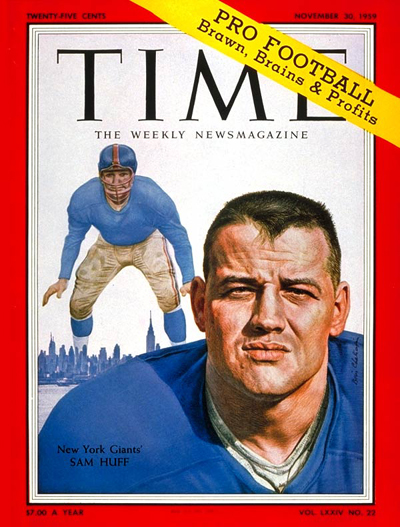 TWENTY-FIVE CENTS
NOVEMBER 30, 1959
PRO FOOTBALL
Brawn, Brains & Profits
TIME
THE WEEKLY NEWSMAGAZINE
New York Giants'
SAM HUFF
$7.00 A YEAR
VOL. LXXIV NO. 22